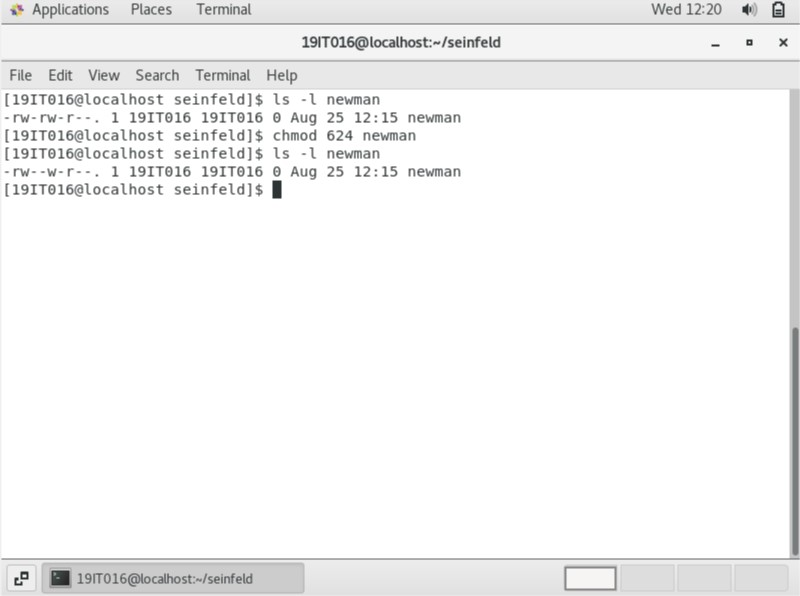 Applications Places Terminal Wed 12:20
19IT016@localhost:~/seinfeld
File Edit View Search Terminal Help
[19IT016@localhost seinfeld]$ ls -l newman
-rw-rw-r--. 1 19IT016 19IT016 0 Aug 25 12:15 newman
[19IT016@localhost seinfeld]$ chmod 624 newman
[19IT016@localhost seinfeld]$ ls -l newman
-rw--w-r--. 1 19IT016 19IT016 0 Aug 25 12:15 newman
[19IT016@localhost seinfeld]$
19IT016@localhost:~/seinfeld